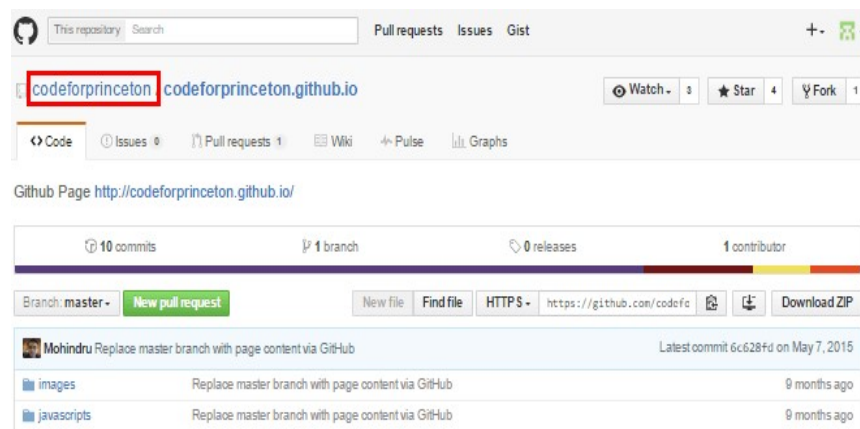 This repository Search Pull requests Issues Gist
codeforprinceton / codeforprinceton.github.io Watch 3 Star 4 Fork 1
<> Code Issues 0 Pull requests 1 Wiki Pulse Graphs
Github Page http://codeforprinceton.github.io/
10 commits 1 branch 0 releases 1 contributor
Branch: master New pull request New file Find file HTTPS https://github.com/codefo Download ZIP
Mohindru Replace master branch with page content via GitHub Latest commit 6c628fd on May 7, 2015
images Replace master branch with page content via GitHub 9 months ago
javascripts Replace master branch with page content via GitHub 9 months ago